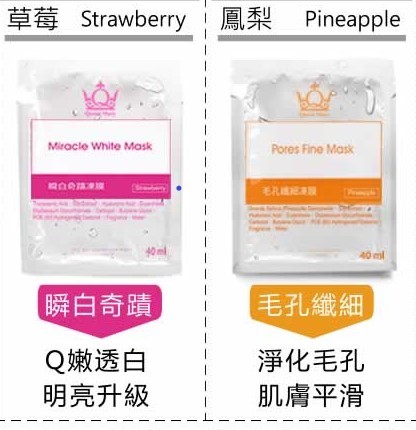 草莓 Strawberry
Miracle White Mask
瞬白奇蹟凍膜
Strawberry
40 ml
瞬白奇蹟
Q嫩透白
明亮升級
鳳梨 Pineapple
Pores Fine Mask
毛孔纖細凍膜
Pineapple
40 ml
毛孔纖細
淨化毛孔
肌膚平滑